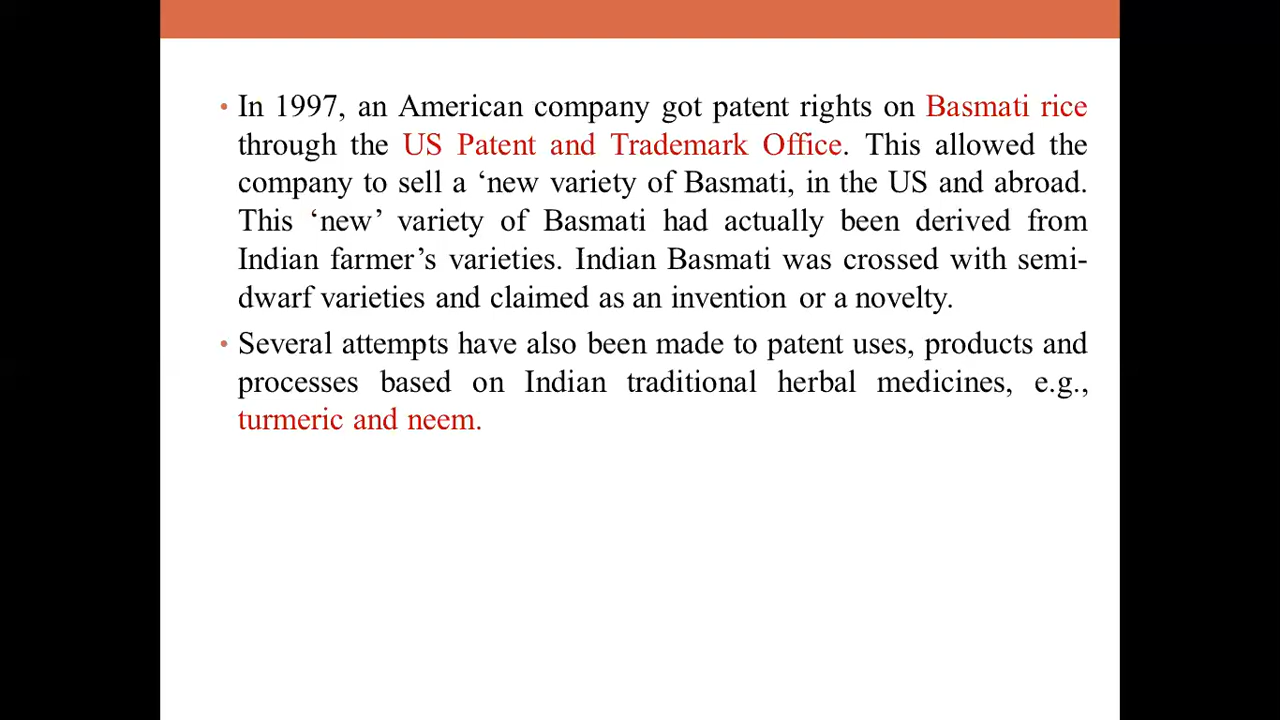 • In 1997, an American company got patent rights on Basmati rice
through the US Patent and Trademark Office. This allowed the
company to sell a ‘new variety of Basmati, in the US and abroad.
This ‘new’ variety of Basmati had actually been derived from
Indian farmer’s varieties. Indian Basmati was crossed with semi-
dwarf varieties and claimed as an invention or a novelty.
• Several attempts have also been made to patent uses, products and
processes based on Indian traditional herbal medicines, e.g.,
turmeric and neem.